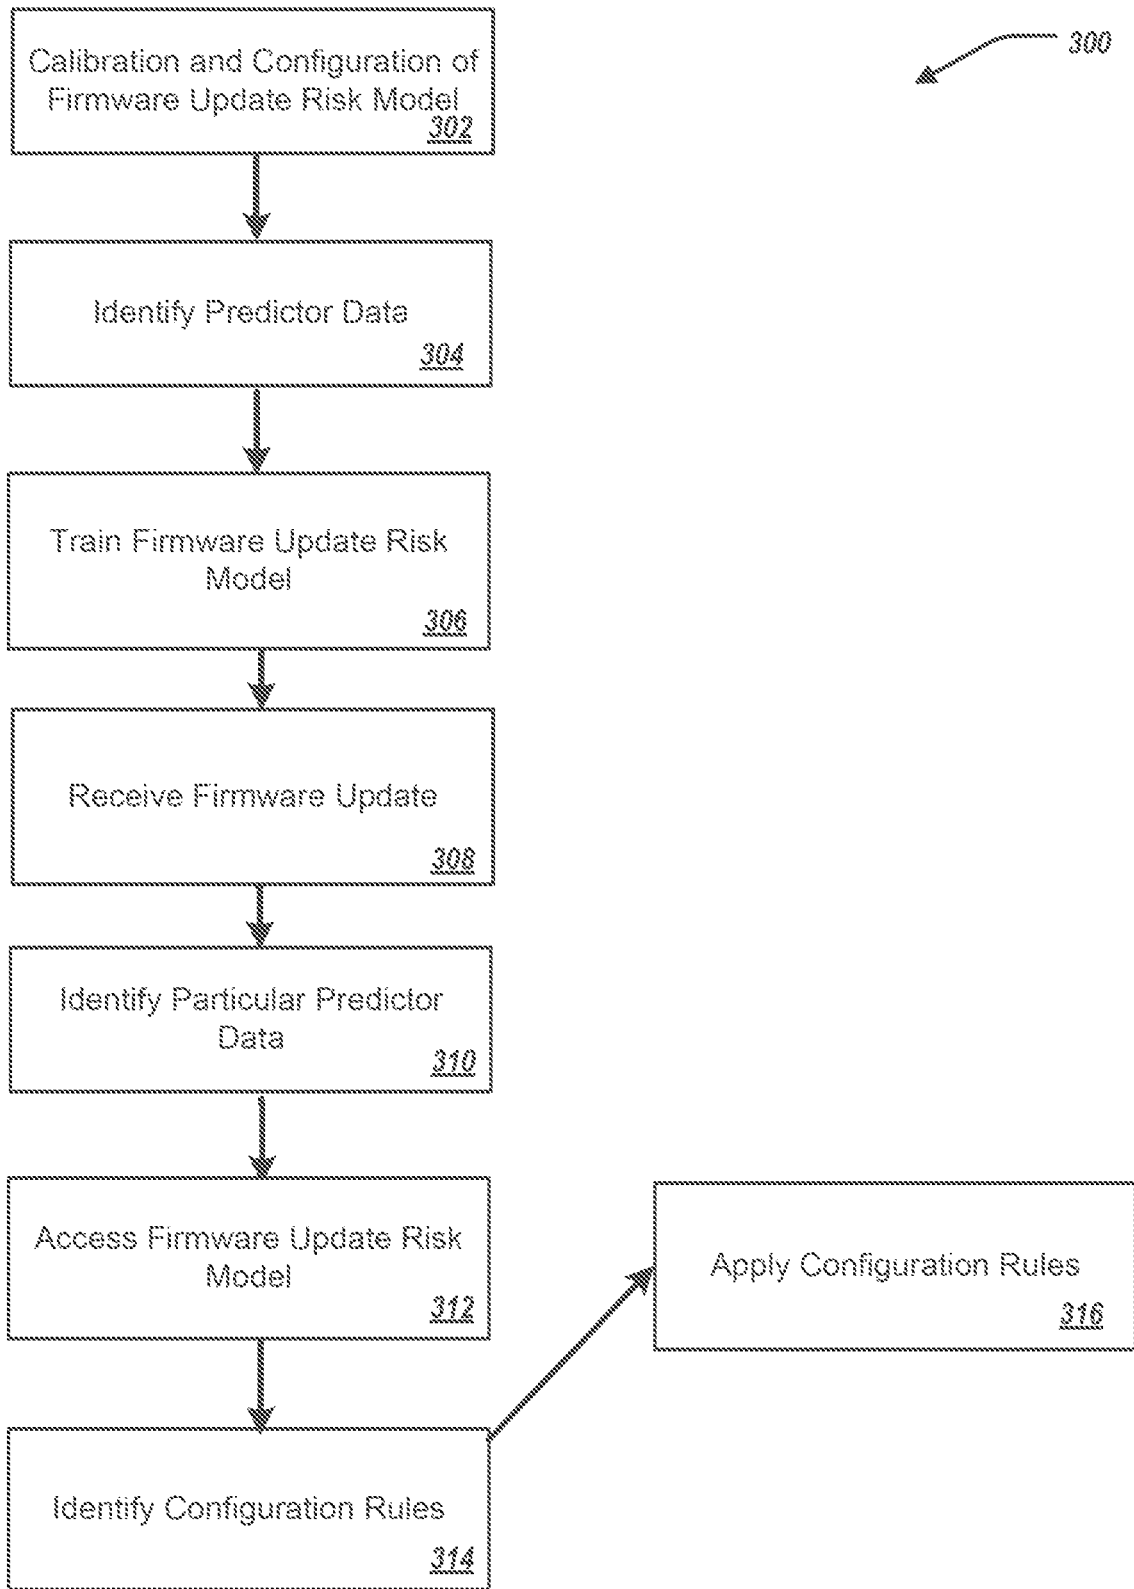 300
Calibration and Configuration of
Firmware Update Risk Model
302
Identify Predictor Data
304
Train Firmware Update Risk
Model
306
Receive Firmware Update
308
Identify Particular Predictor
Data
310
Access Firmware Update Risk
Model
312
Identify Configuration Rules
314
Apply Configuration Rules
316